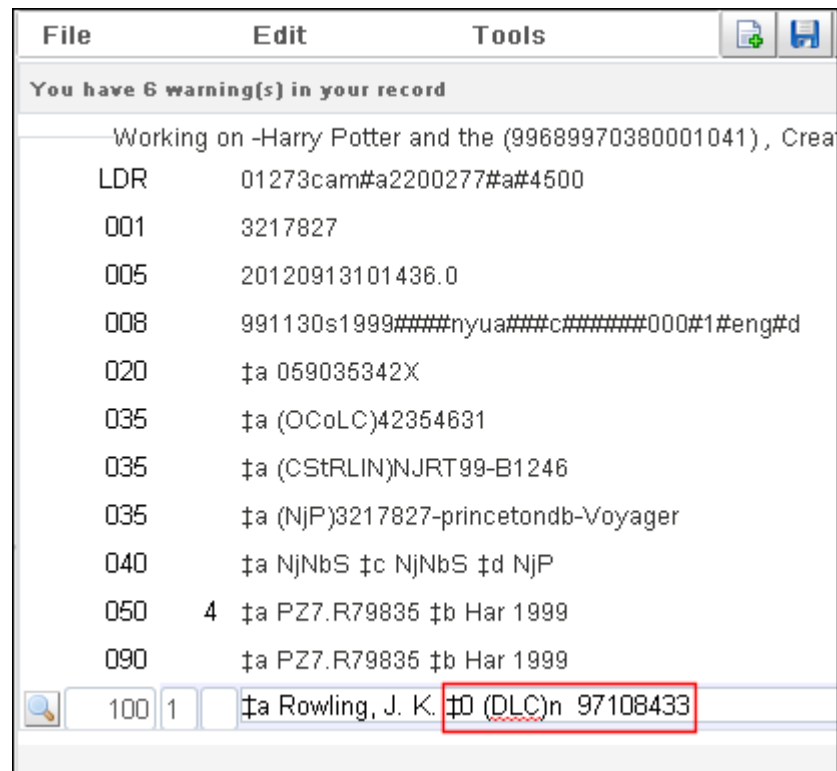 File Edit Tools
You have 6 warning(s) in your record
Working on -Harry Potter and the (99689970380001041) , Crea
LDR 01273cam#a2200277#a#4500
001 3217827
005 20120913101436.0
008 991130s1999####nyua###c######000#1#eng#d
020 ‡a 059035342X
035 ‡a (OCoLC)42354631
035 ‡a (CStRLIN)NJRT99-B1246
035 ‡a (NjP)3217827-princetondb-Voyager
040 ‡a NjNbS ‡c NjNbS ‡d NjP
050 4 ‡a PZ7.R79835 ‡b Har 1999
090 ‡a PZ7.R79835 ‡b Har 1999
100 1 ‡a Rowling, J. K. ‡0 (DLC)n  97108433